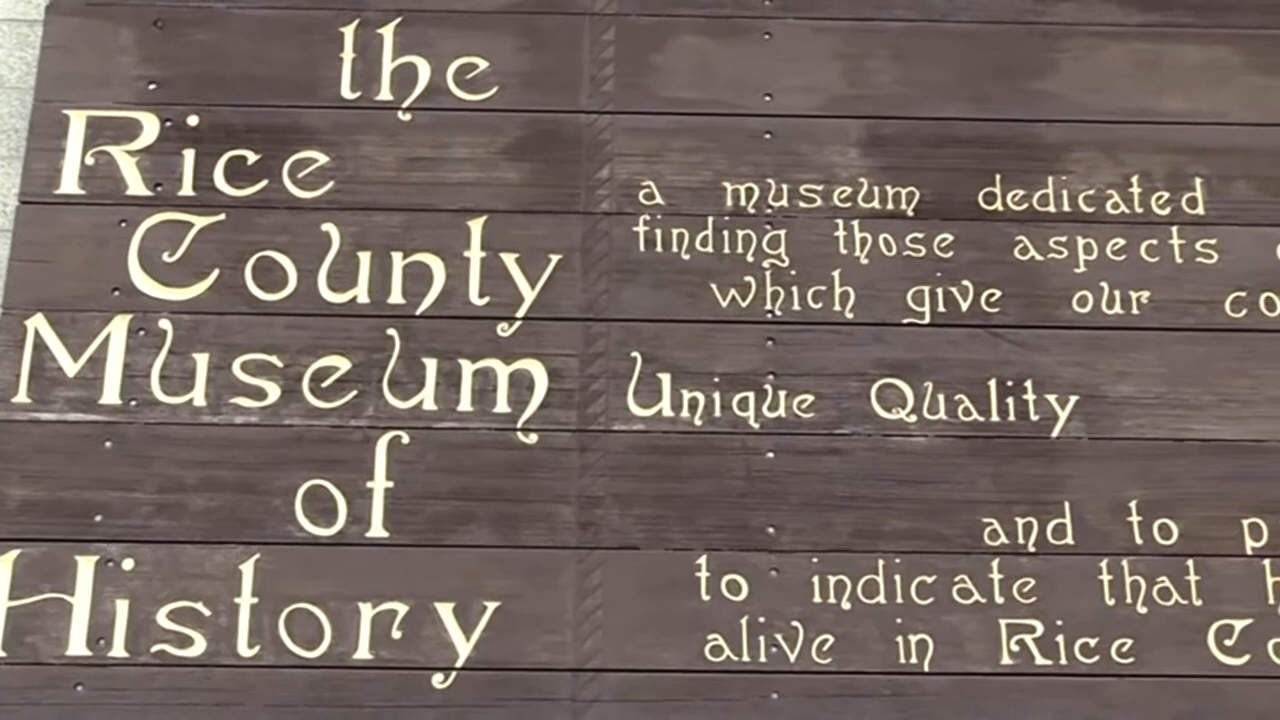 the
Rice
County
Museum
of
History
a museum dedicated
finding those aspects
which give our
Unique Quality
and to
to indicate that
alive in Rice